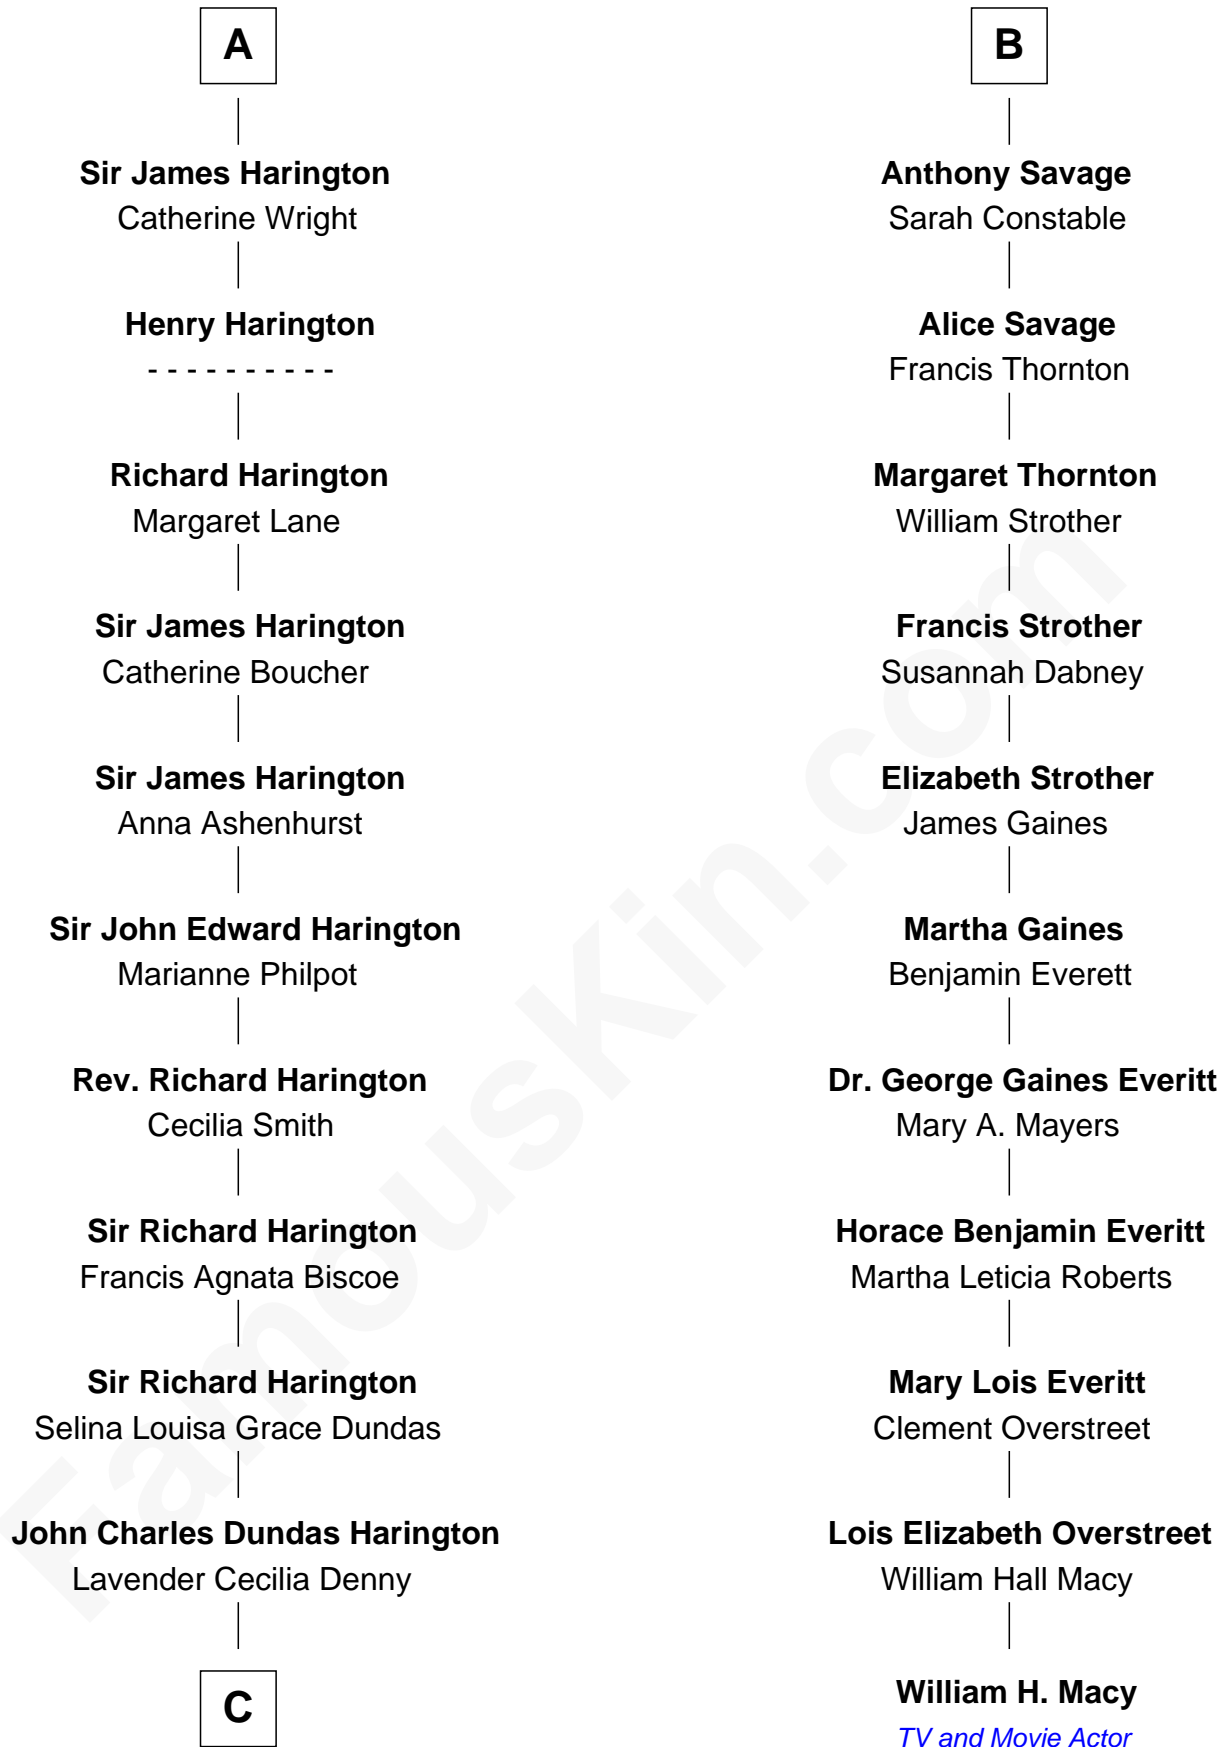 A
Sir James Harington
Catherine Wright
Henry Harington
- - - - - - - - - -
Richard Harington
Margaret Lane
Sir James Harington
Catherine Boucher
Sir James Harington
Anna Ashenhurst
Sir John Edward Harington
Marianne Philpot
Rev. Richard Harington
Cecilia Smith
Sir Richard Harington
Francis Agnata Biscoe
Sir Richard Harington
Selina Louisa Grace Dundas
John Charles Dundas Harington
Lavender Cecilia Denny
C
B
Anthony Savage
Sarah Constable
Alice Savage
Francis Thornton
Margaret Thornton
William Strother
Francis Strother
Susannah Dabney
Elizabeth Strother
James Gaines
Martha Gaines
Benjamin Everett
Dr. George Gaines Everitt
Mary A. Mayers
Horace Benjamin Everitt
Martha Leticia Roberts
Mary Lois Everitt
Clement Overstreet
Lois Elizabeth Overstreet
William Hall Macy
William H. Macy
TV and Movie Actor
FamousKin.com